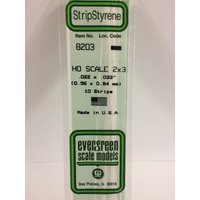 StripStyrene
Item No. Loc. Code
8203
HO SCALE 2x3
.022 x .033"
(0.56 x 0.84 mm)
10 Strips
Made in U.S.A.
evergreen
scale models
Des Plaines, IL 60018